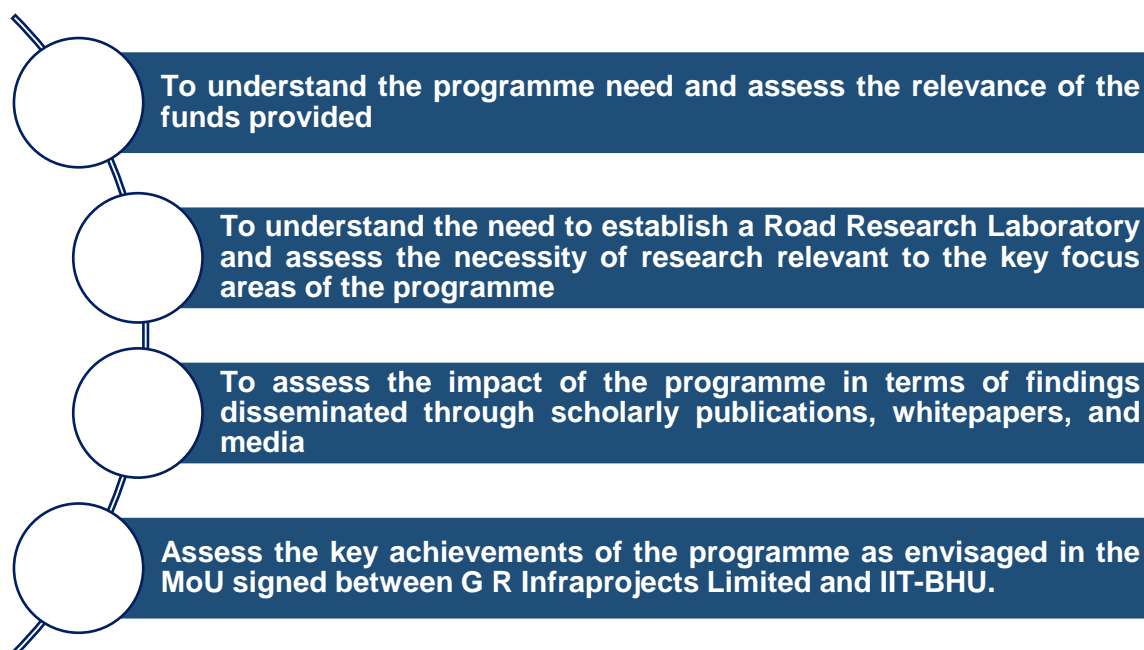 To understand the programme need and assess the relevance of the
funds provided
To understand the need to establish a Road Research Laboratory
and assess the necessity of research relevant to the key focus
areas of the programme
To assess the impact of the programme in terms of findings
disseminated through scholarly publications, whitepapers, and
media
Assess the key achievements of the programme as envisaged in the
MoU signed between G R Infraprojects Limited and IIT-BHU.